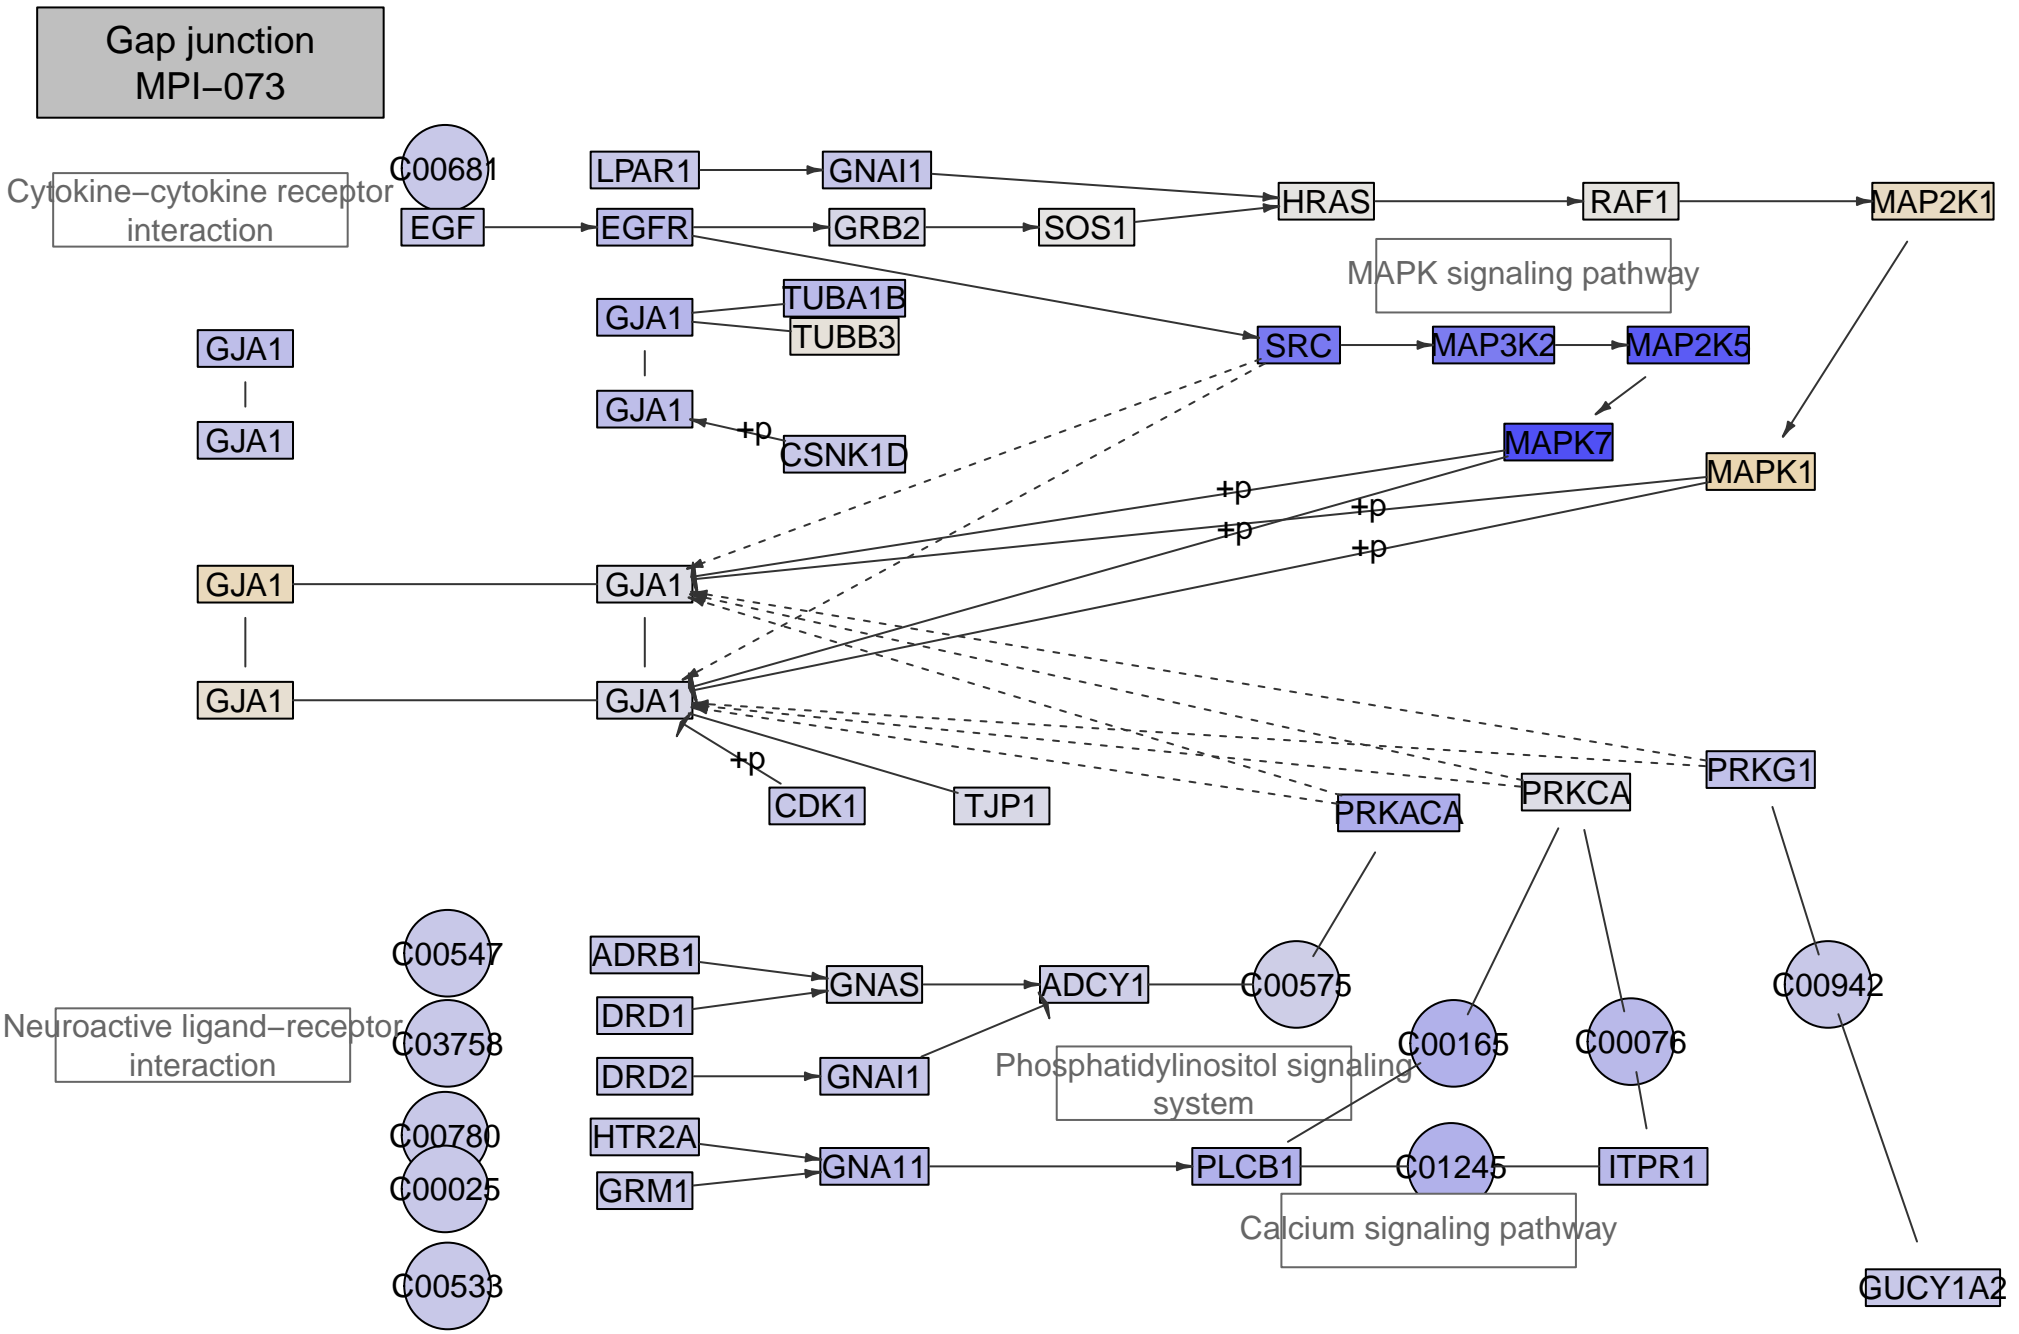 Gap junction
MPI−073
C00681
LPAR1
GNAI1
Cytokine−cytokine receptor
interaction
HRAS
RAF1
MAP2K1
EGF
EGFR
GRB2
SOS1
MAPK signaling pathway
TUBA1B
GJA1
TUBB3
GJA1
SRC
MAP3K2
MAP2K5
GJA1
+p
GJA1
CSNK1D
MAPK7
MAPK1
+p
+p
+p
+p
GJA1
GJA1
GJA1
GJA1
+p
CDK1
TJP1
PRKACA
PRKCA
PRKG1
C00547
ADRB1
GNAS
ADCY1
C00575
C00942
DRD1
Neuroactive ligand−receptor
interaction
C03758
C00165
C00076
DRD2
GNAI1
Phosphatidylinositol signaling
system
C00780
HTR2A
GNA11
PLCB1
C01245
ITPR1
C00025
GRM1
Calcium signaling pathway
C00533
GUCY1A2